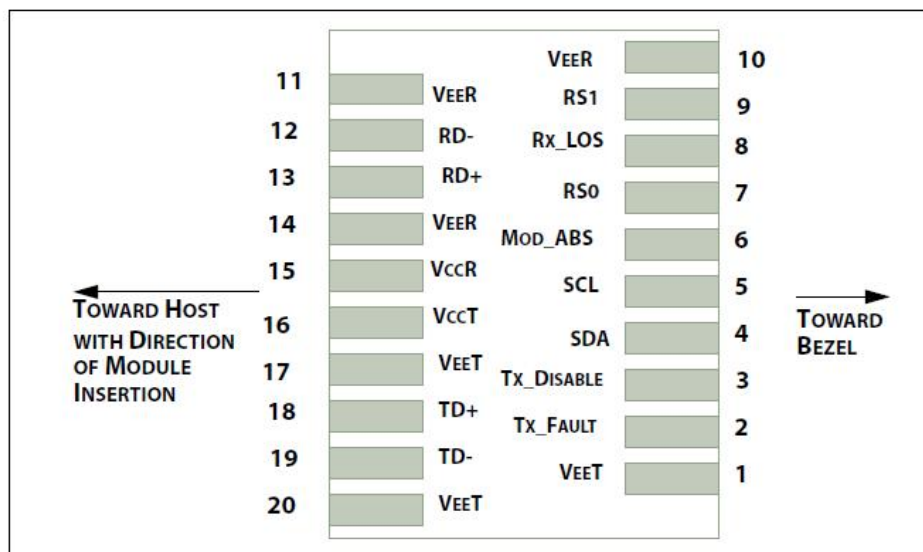 VEER 10
11 VEER
RS1 9
12 RD-
RX_LOS 8
13 RD+
RS0 7
14 VEER
MOD_ABS 6
15 VCCR
SCL 5
16 VCCT
SDA 4
17 VEET
TX_DISABLE 3
18 TD+
TX_FAULT 2
19 TD-
VEET 1
20 VEET
TOWARD HOST
WITH DIRECTION
OF MODULE
INSERTION
TOWARD
BEZEL